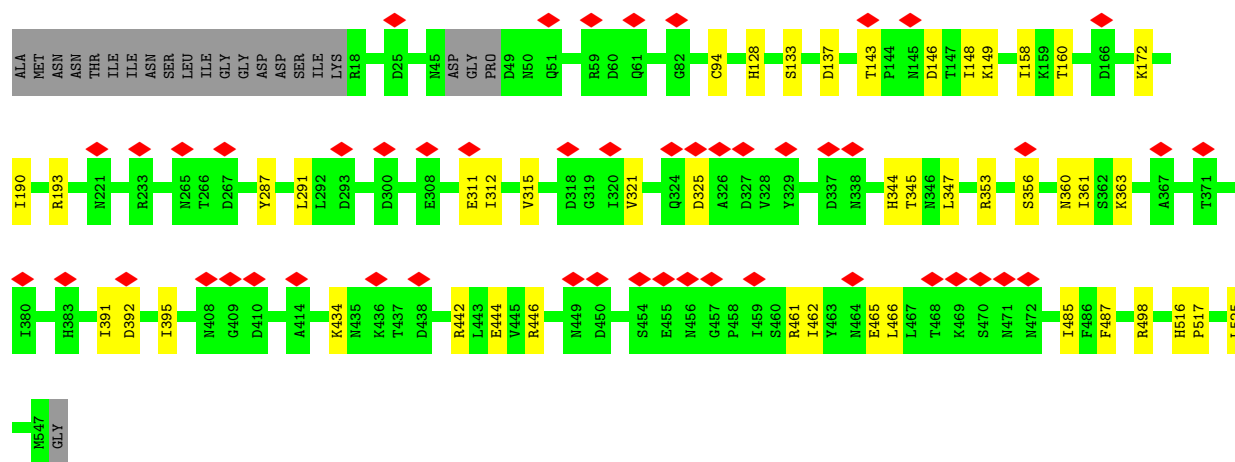 ALA MET ASN ASN THR ILE ILE ASN SER LEU ILE GLY GLY ASP ASP SER ILE LYS R18 D25 N45 ASP GLY PRO D49 N50 Q51 R59 D60 Q61 G82 C94 H128 S133 D137 T143 P144 N145 D146 T147 I148 K149 I158 K159 T160 D166 K172
I190 R193 N221 R233 N265 T266 D267 Y287 L291 L292 D293 D300 E308 E311 I312 V315 D318 G319 I320 V321 Q324 D325 A326 D327 V328 Y329 D337 N338 H344 T345 N346 L347 R353 S356 N360 I361 S362 K363 A367 T371
I380 H383 I391 D392 I395 N408 G409 D410 A414 K434 N435 K436 T437 D438 R442 L443 E444 V445 R446 N449 D450 S454 E455 N456 G457 P458 I459 S460 R461 I462 Y463 N464 E465 L466 L467 T468 K469 S470 N471 N472 I485 F486 F487 R498 H516 P517
M547 GLY